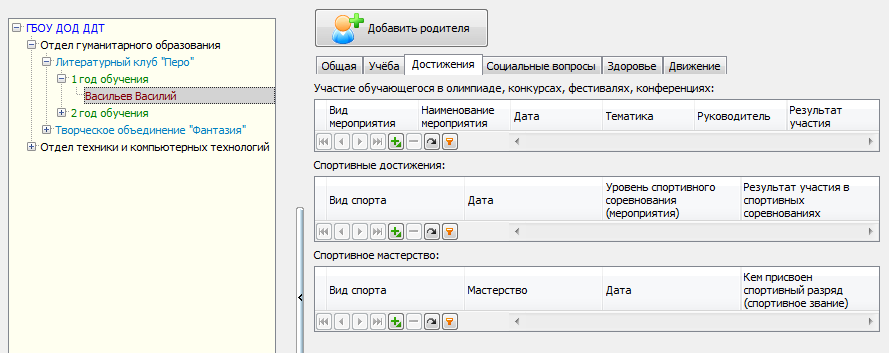 ГБОУ ДОД ДДТ
Отдел гуманитарного образования
Литературный клуб "Перо"
1 год обучения
Васильев Василий
2 год обучения
Творческое объединение "Фантазия"
Отдел техники и компьютерных технологий
Добавить родителя
Общая Учёба Достижения Социальные вопросы Здоровье Движение
Участие обучающегося в олимпиаде, конкурсах, фестивалях, конференциях:
Вид мероприятия Наименование мероприятия Дата Тематика Руководитель Результат участия
Спортивные достижения:
Вид спорта Дата Уровень спортивного соревнования (мероприятия) Результат участия в спортивных соревнованиях
Спортивное мастерство:
Вид спорта Мастерство Дата Кем присвоен спортивный разряд (спортивное звание)